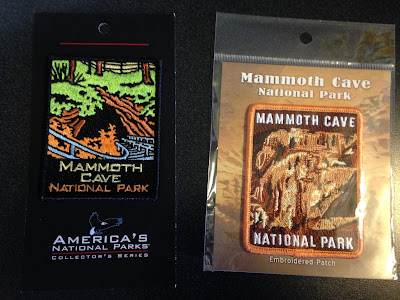 MAMMOTH
CAVE
NATIONAL PARK
AMERICA'S
NATIONAL PARKS®
COLLECTOR'S SERIES
Mammoth Cave
National Park
MAMMOTH CAVE
NATIONAL PARK
Embroidered Patch